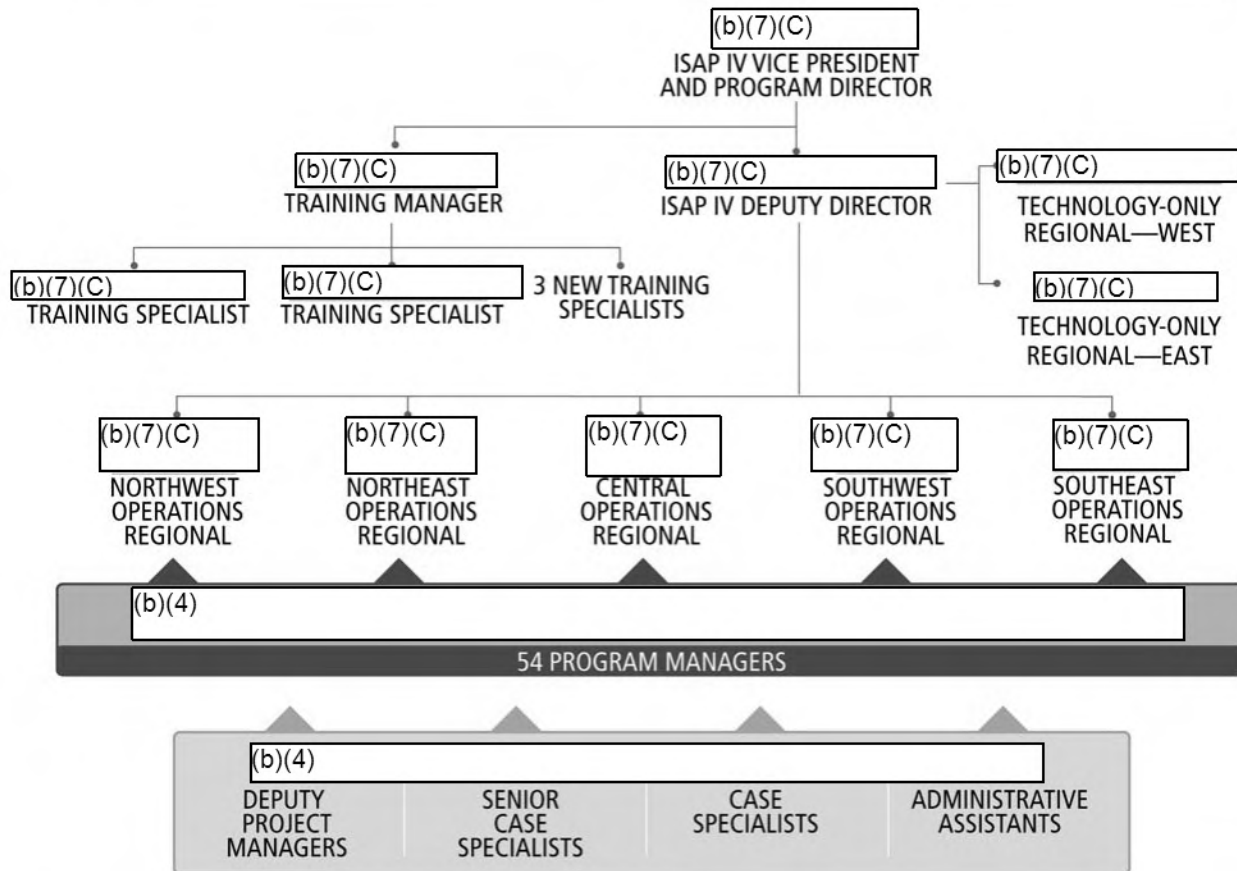 (b)(7)(C)
ISAP IV VICE PRESIDENT
AND PROGRAM DIRECTOR
(b)(7)(C)
TRAINING MANAGER
(b)(7)(C)
ISAP IV DEPUTY DIRECTOR
(b)(7)(C)
TECHNOLOGY-ONLY
REGIONAL—WEST
(b)(7)(C)
TRAINING SPECIALIST
(b)(7)(C)
TRAINING SPECIALIST
3 NEW TRAINING
SPECIALISTS
(b)(7)(C)
TECHNOLOGY-ONLY
REGIONAL—EAST
(b)(7)(C)
NORTHWEST
OPERATIONS
REGIONAL
(b)(7)(C)
NORTHEAST
OPERATIONS
REGIONAL
(b)(7)(C)
CENTRAL
OPERATIONS
REGIONAL
(b)(7)(C)
SOUTHWEST
OPERATIONS
REGIONAL
(b)(7)(C)
SOUTHEAST
OPERATIONS
REGIONAL
(b)(4)
54 PROGRAM MANAGERS
(b)(4)
DEPUTY
PROJECT
MANAGERS
SENIOR
CASE
SPECIALISTS
CASE
SPECIALISTS
ADMINISTRATIVE
ASSISTANTS